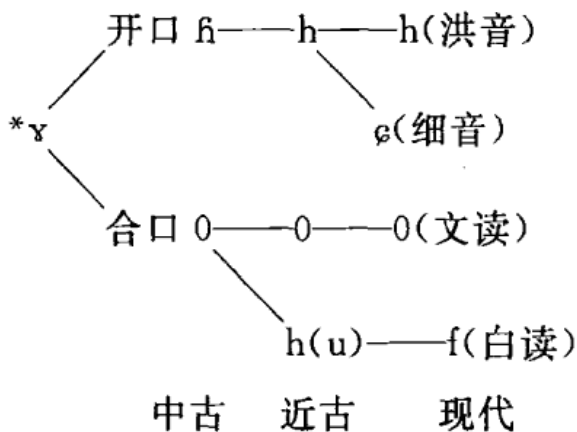 开口 ɦ——h——h(洪音)
*ɤ
ɕ(细音)
合口 0——0——0(文读)
h(u)——f(白读)
中古 近古 现代